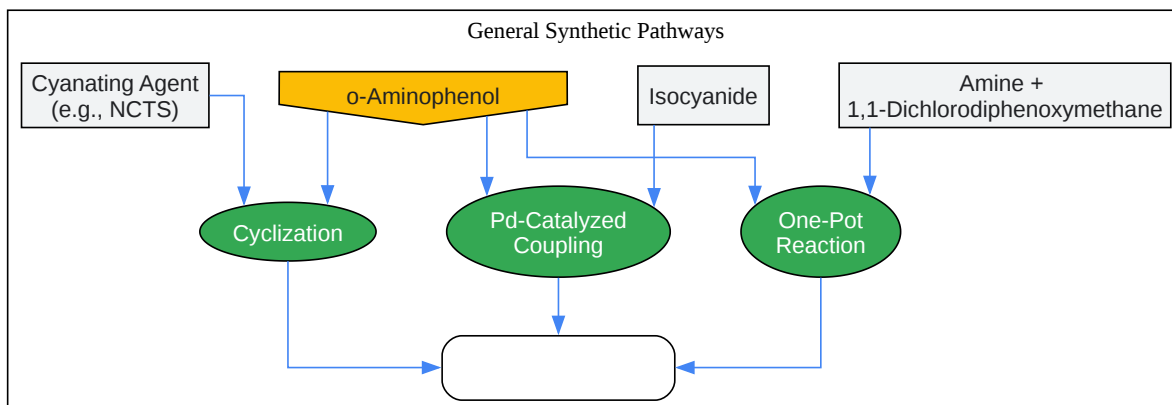 General Synthetic Pathways
Cyanating Agent
(e.g., NCTS)
o-Aminophenol
Isocyanide
Amine +
1,1-Dichlorodiphenoxymethane
Cyclization
Pd-Catalyzed
Coupling
One-Pot
Reaction